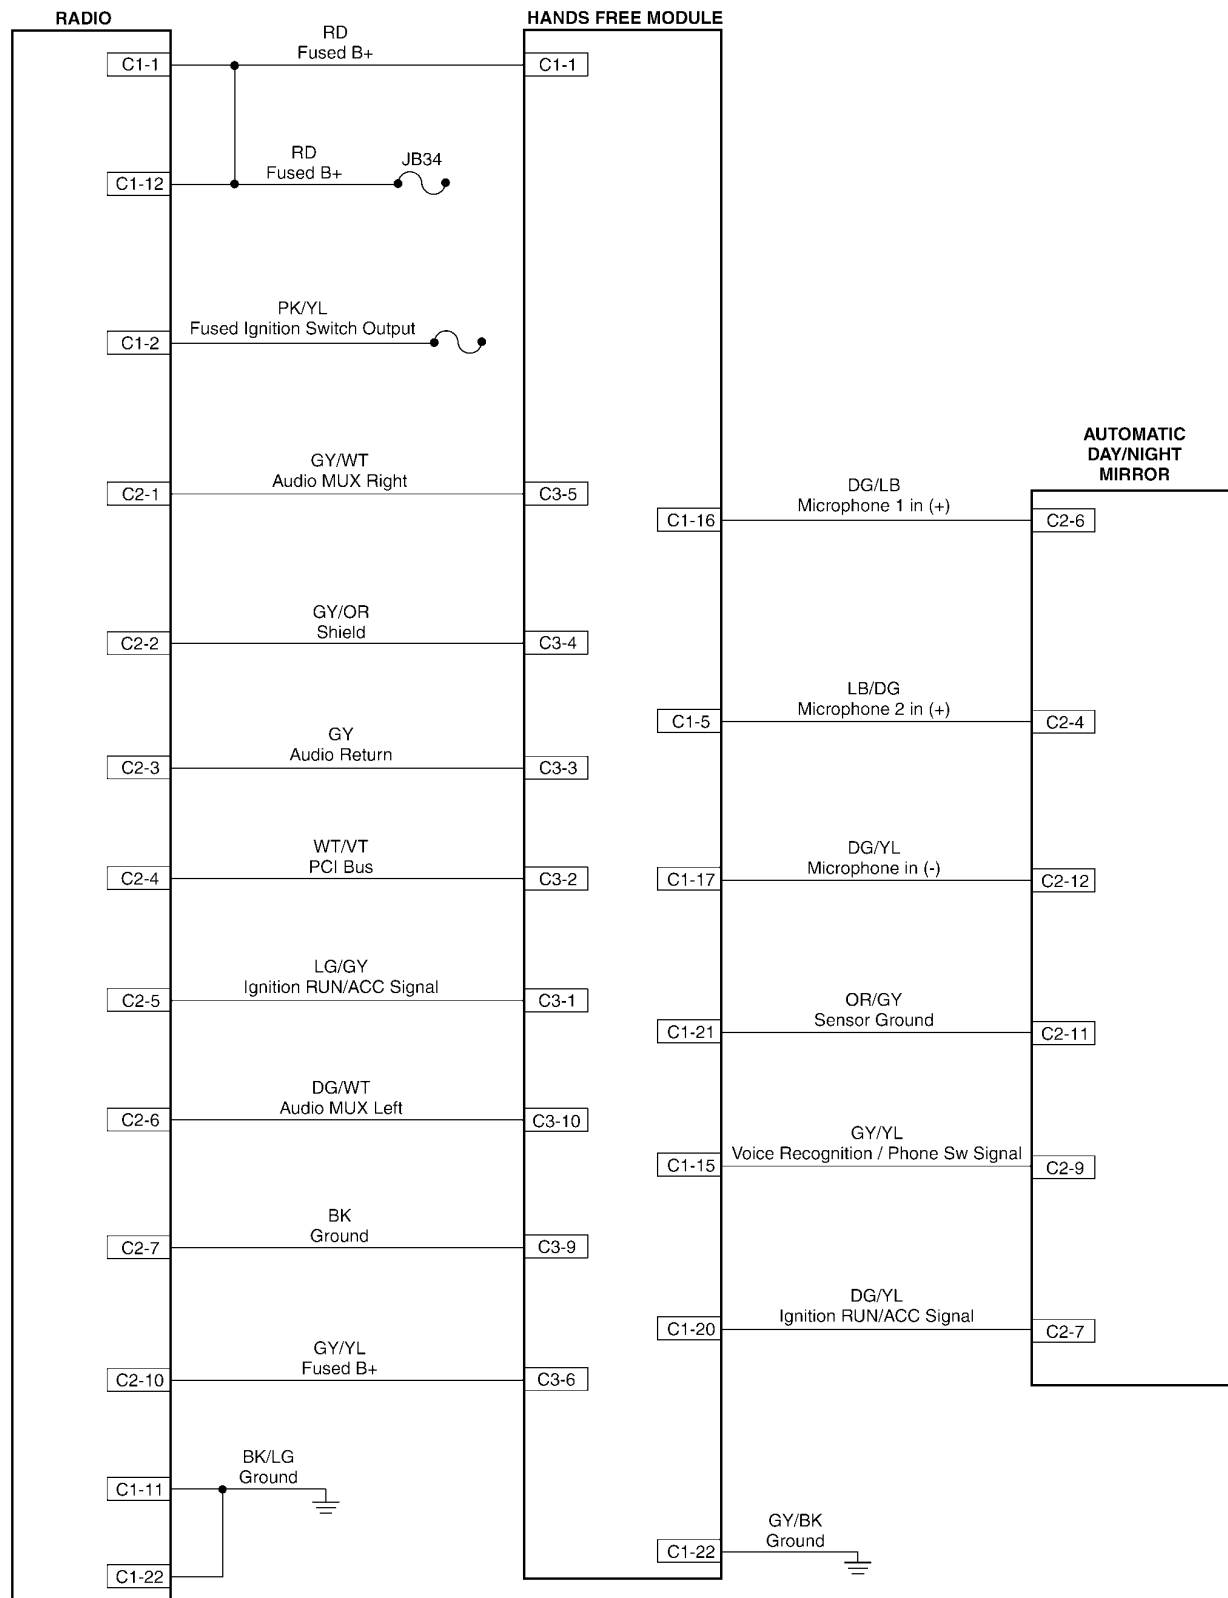 RADIO
HANDS FREE MODULE
RD
Fused B+
C1-1
C1-1
RD
Fused B+
JB34
C1-12
PK/YL
Fused Ignition Switch Output
C1-2
AUTOMATIC
DAY/NIGHT
MIRROR
GY/WT
Audio MUX Right
C2-1
C3-5
DG/LB
Microphone 1 in (+)
C1-16
C2-6
GY/OR
Shield
C2-2
C3-4
LB/DG
Microphone 2 in (+)
C1-5
C2-4
GY
Audio Return
C2-3
C3-3
WT/VT
PCI Bus
C2-4
C3-2
DG/YL
Microphone in (-)
C1-17
C2-12
LG/GY
Ignition RUN/ACC Signal
C2-5
C3-1
OR/GY
Sensor Ground
C1-21
C2-11
DG/WT
Audio MUX Left
C2-6
C3-10
GY/YL
Voice Recognition / Phone Sw Signal
C1-15
C2-9
BK
Ground
C2-7
C3-9
DG/YL
Ignition RUN/ACC Signal
C1-20
C2-7
GY/YL
Fused B+
C2-10
C3-6
BK/LG
Ground
C1-11
GY/BK
Ground
C1-22
C1-22